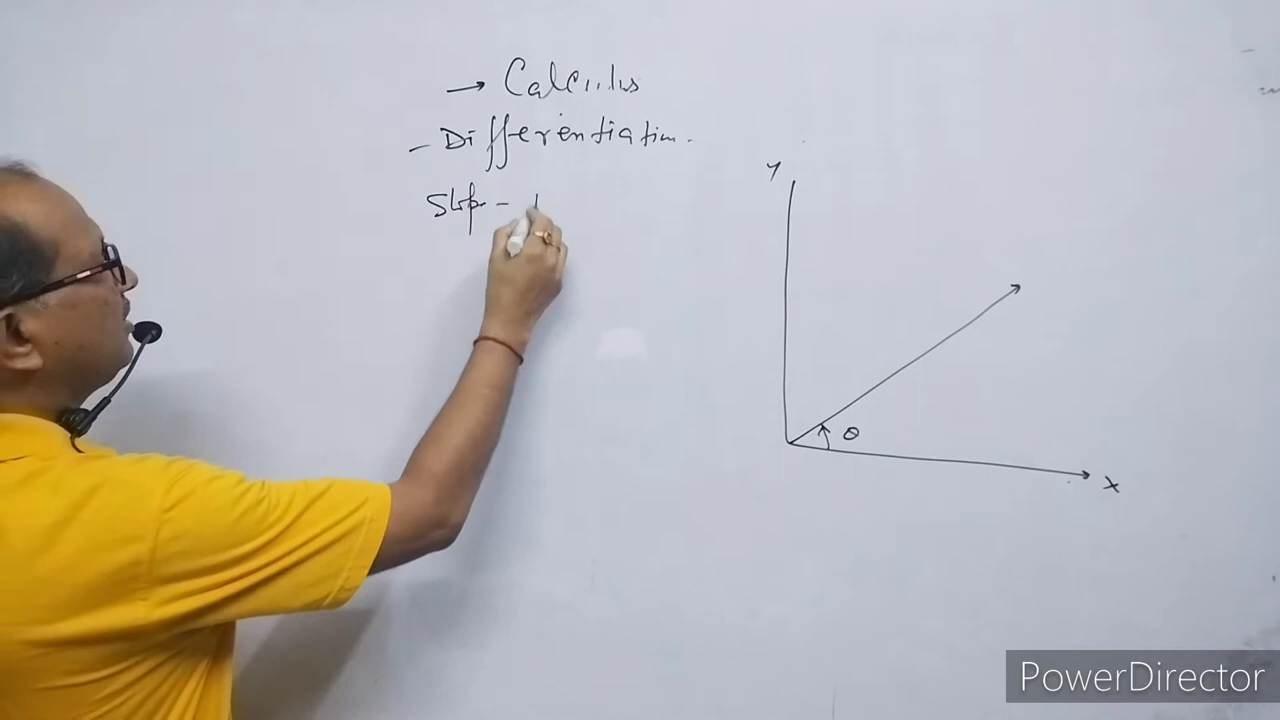 → Calculus
- Differentiation.
Slope -
Y
θ
X
PowerDirector